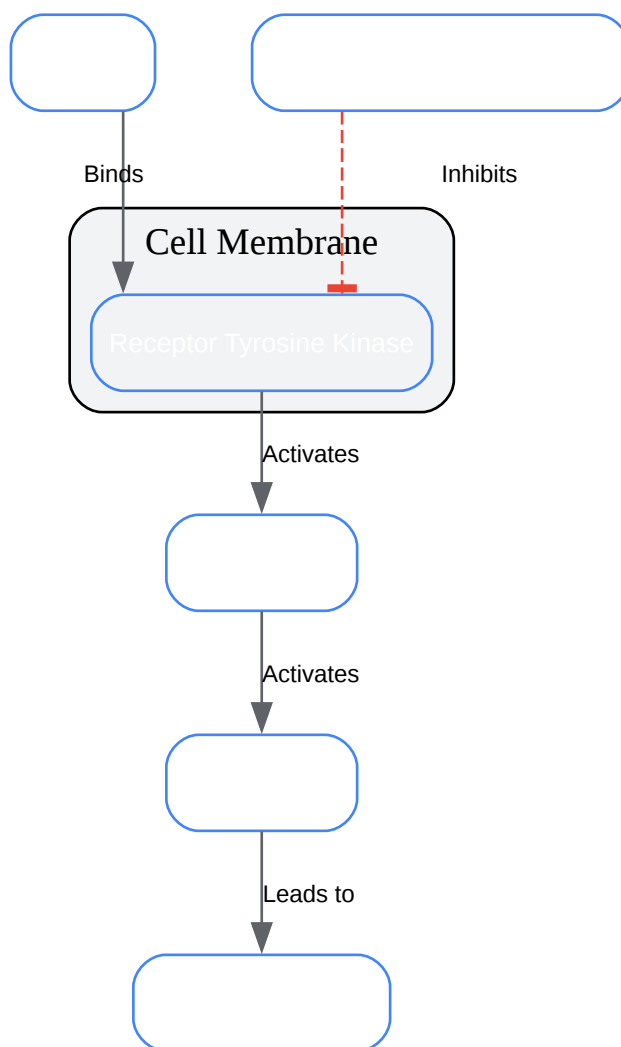 Binds
Inhibits
Cell Membrane
Receptor Tyrosine Kinase
Activates
Activates
Leads to